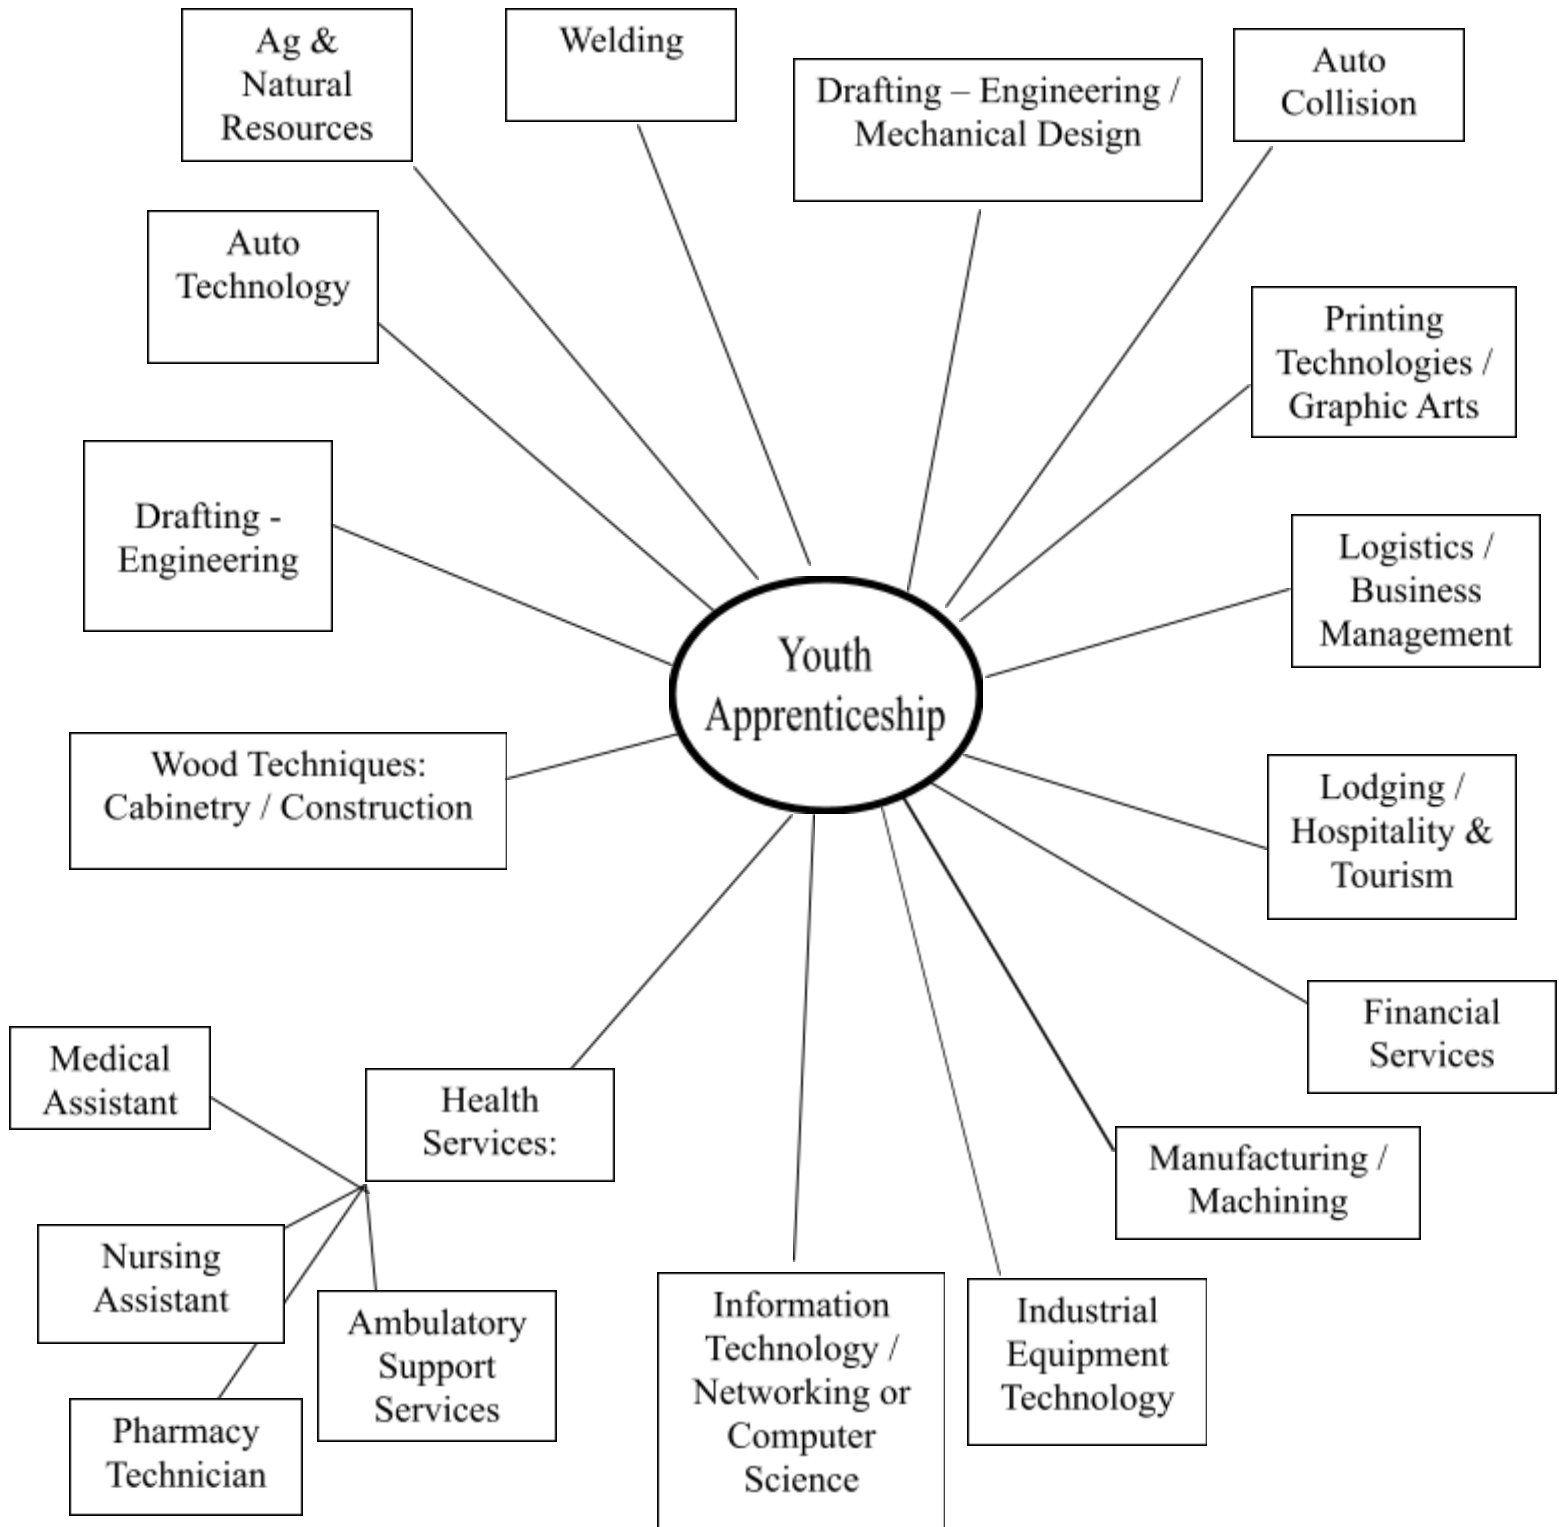 Ag &
Natural
Resources
Welding
Drafting – Engineering /
Mechanical Design
Auto
Collision
Auto
Technology
Printing
Technologies /
Graphic Arts
Drafting -
Engineering
Logistics /
Business
Management
Youth
Apprenticeship
Wood Techniques:
Cabinetry / Construction
Lodging /
Hospitality &
Tourism
Financial
Services
Medical
Assistant
Health
Services:
Manufacturing /
Machining
Nursing
Assistant
Ambulatory
Support
Services
Information
Technology /
Networking or
Computer
Science
Industrial
Equipment
Technology
Pharmacy
Technician